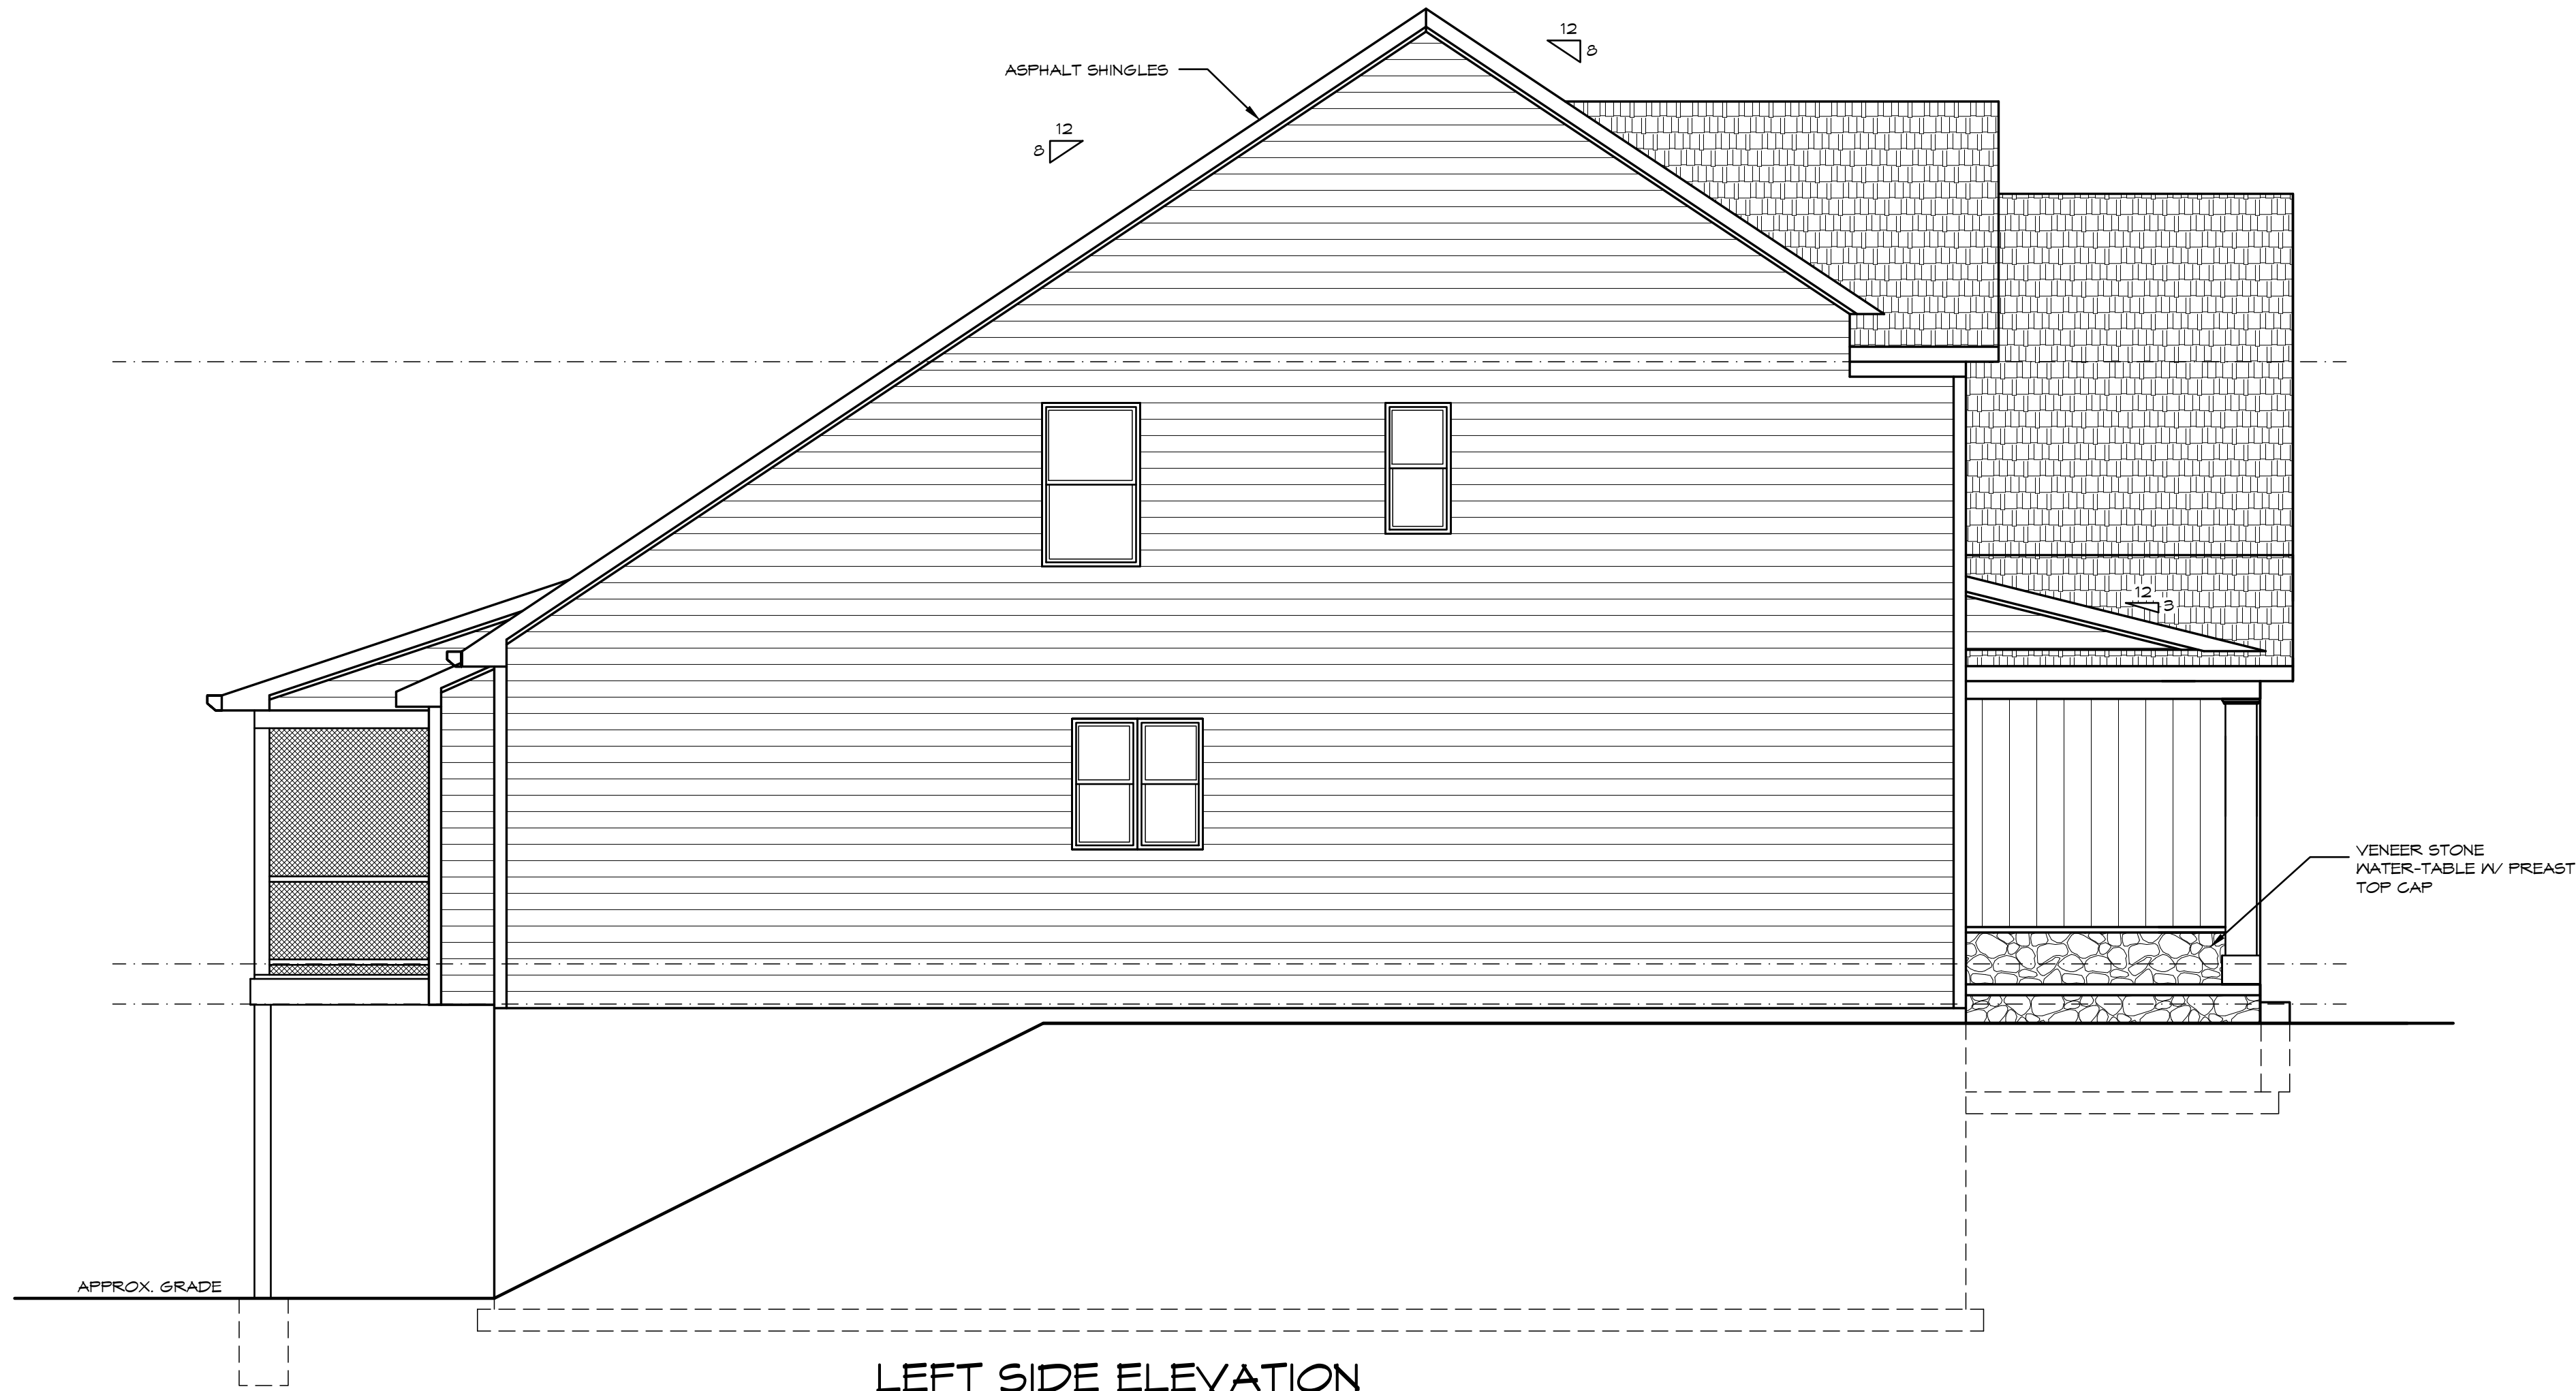 12
8
ASPHALT SHINGLES
12
8
12
3
VENEER STONE
WATER-TABLE W/ PREAST
TOP CAP
APPROX. GRADE
LEFT SIDE ELEVATION